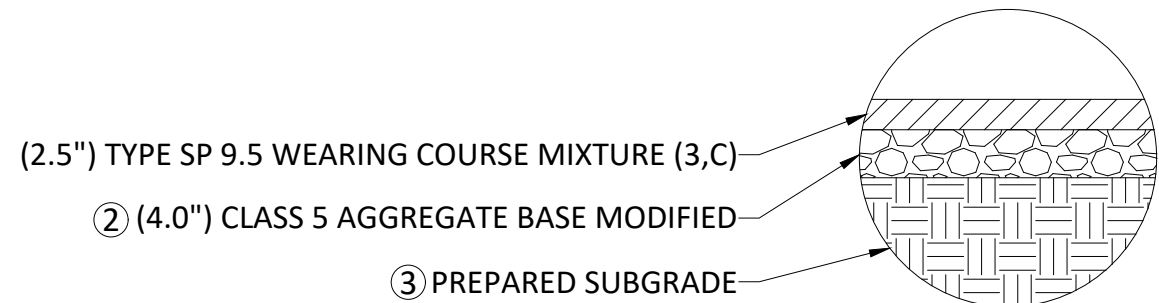 (2.5") TYPE SP 9.5 WEARING COURSE MIXTURE (3,C)
② (4.0") CLASS 5 AGGREGATE BASE MODIFIED
③ PREPARED SUBGRADE